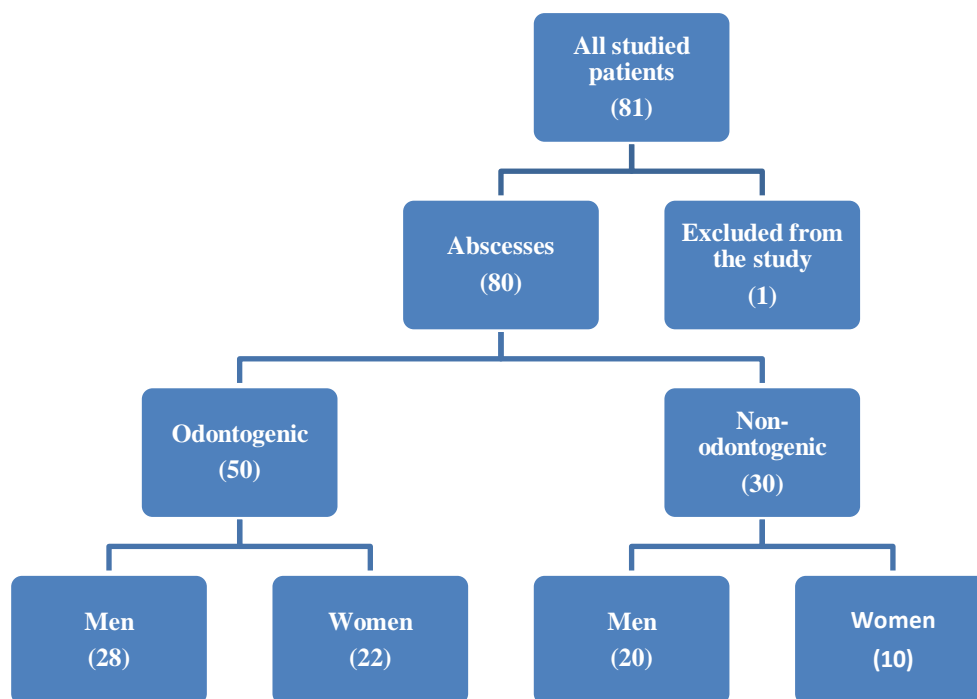 All studied
patients
(81)
Abscesses
(80)
Excluded from
the study
(1)
Odontogenic
(50)
Non-
odontogenic
(30)
Men
(28)
Women
(22)
Men
(20)
Women
(10)